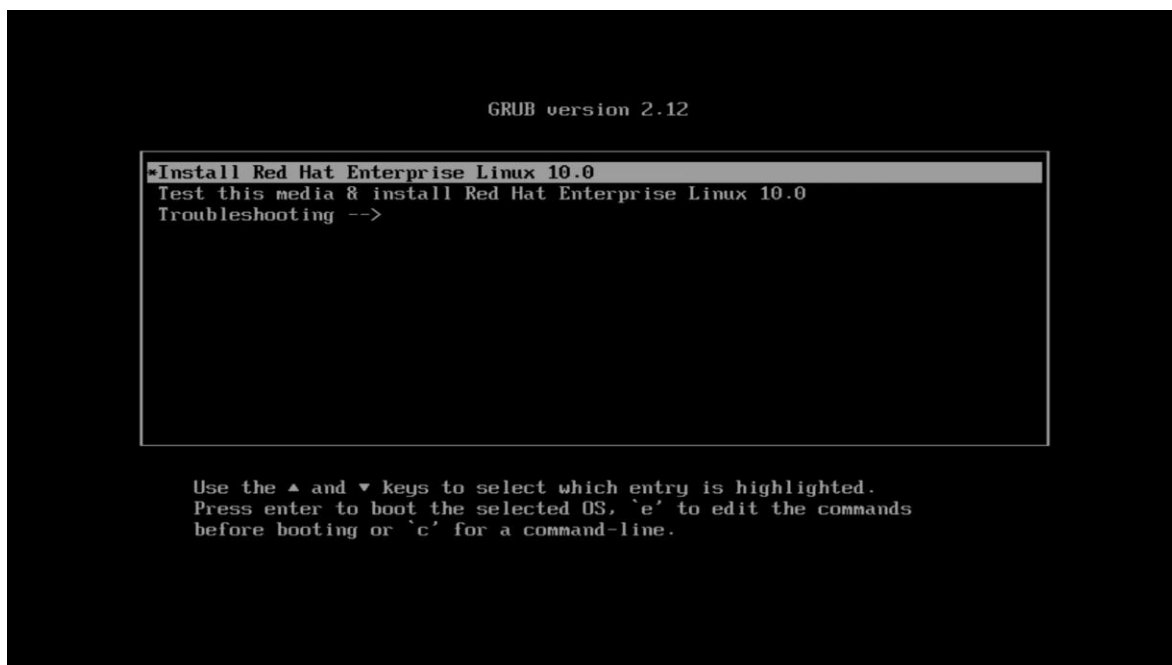 GRUB version 2.12
*Install Red Hat Enterprise Linux 10.0
Test this media & install Red Hat Enterprise Linux 10.0
Troubleshooting -->
Use the ▲ and ▼ keys to select which entry is highlighted.
Press enter to boot the selected OS, `e' to edit the commands
before booting or `c' for a command-line.